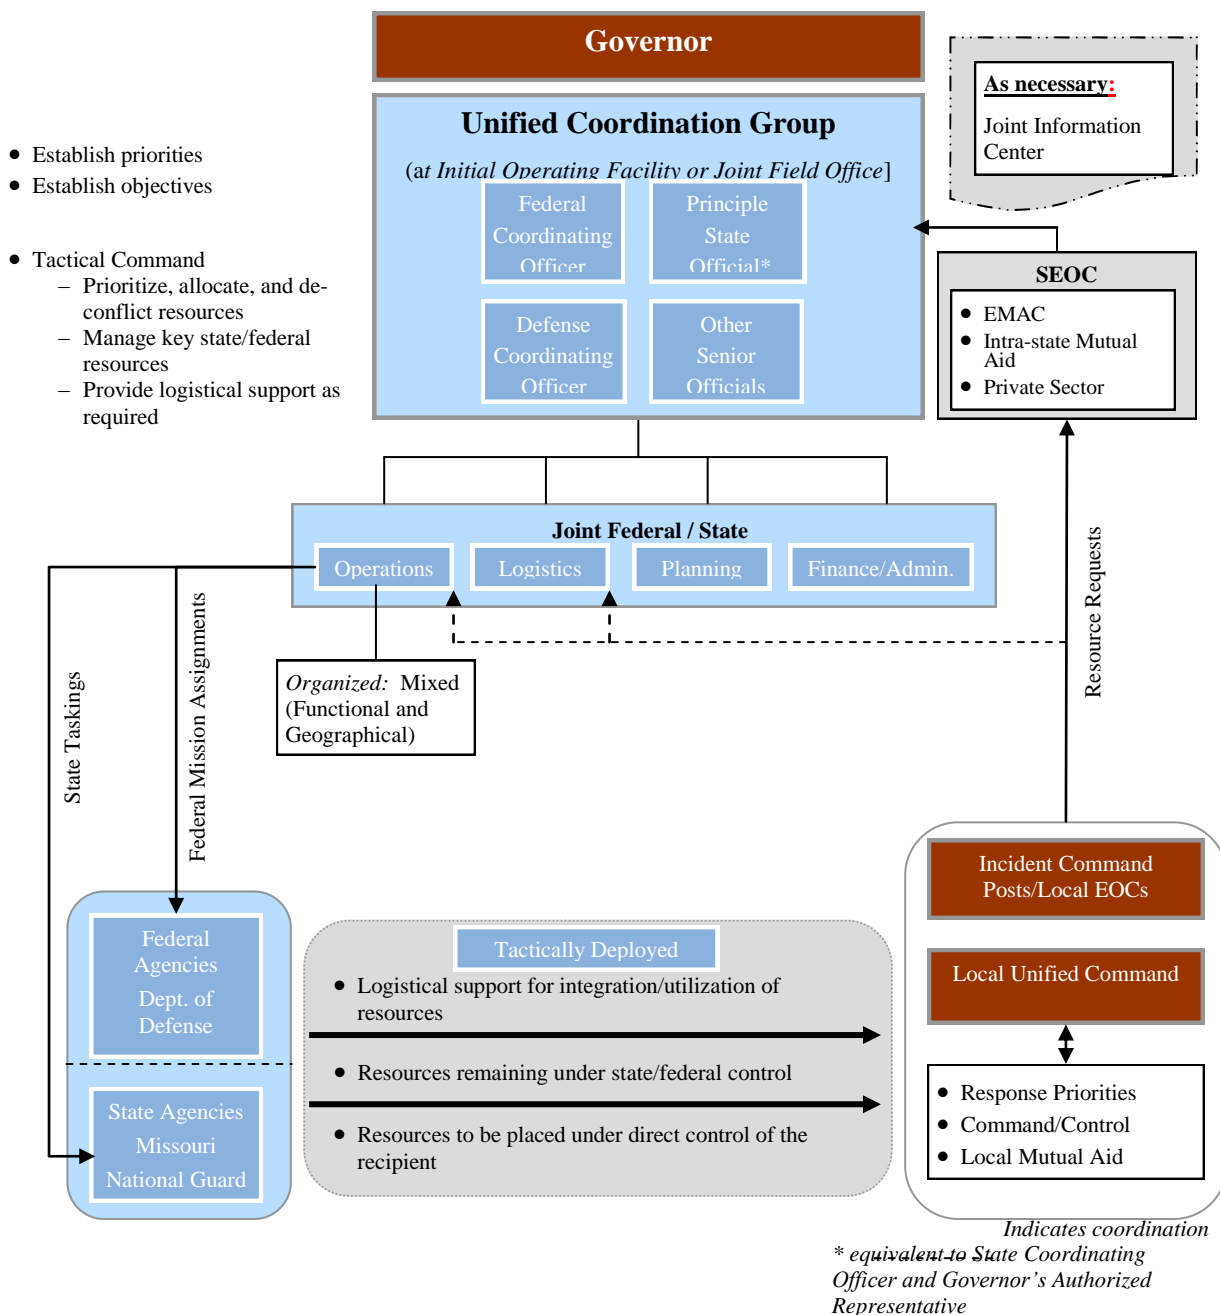 Governor
As necessary:
Joint Information
Center
Unified Coordination Group
(at Initial Operating Facility or Joint Field Office]
• Establish priorities
• Establish objectives
• Tactical Command
– Prioritize, allocate, and de-
conflict resources
– Manage key state/federal
resources
– Provide logistical support as
required
Federal
Coordinating
Officer
Principle
State
Official*
Defense
Coordinating
Officer
Other
Senior
Officials
SEOC
• EMAC
• Intra-state Mutual
Aid
• Private Sector
Joint Federal / State
Operations
Logistics
Planning
Finance/Admin.
Organized: Mixed
(Functional and
Geographical)
State Taskings
Federal Mission Assignments
Resource Requests
Incident Command
Posts/Local EOCs
Local Unified Command
• Response Priorities
• Command/Control
• Local Mutual Aid
Federal
Agencies
Dept. of
Defense
State Agencies
Missouri
National Guard
Tactically Deployed
• Logistical support for integration/utilization of
resources
• Resources remaining under state/federal control
• Resources to be placed under direct control of the
recipient
Indicates coordination
* equivalent to State Coordinating
Officer and Governor's Authorized
Representative